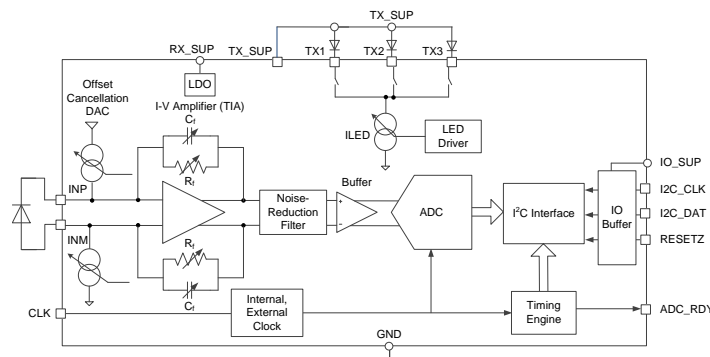 TX_SUP
RX_SUP
TX_SUP
TX1
TX2
TX3
LDO
Offset
Cancellation
DAC
I-V Amplifier (TIA)
Cf
Rf
ILED
LED
Driver
IO_SUP
INP
Noise-
Reduction
Filter
Buffer
+
-
ADC
I²C Interface
IO
Buffer
I2C_CLK
I2C_DAT
RESETZ
INM
Rf
Cf
CLK
Internal,
External
Clock
Timing
Engine
ADC_RDY
GND